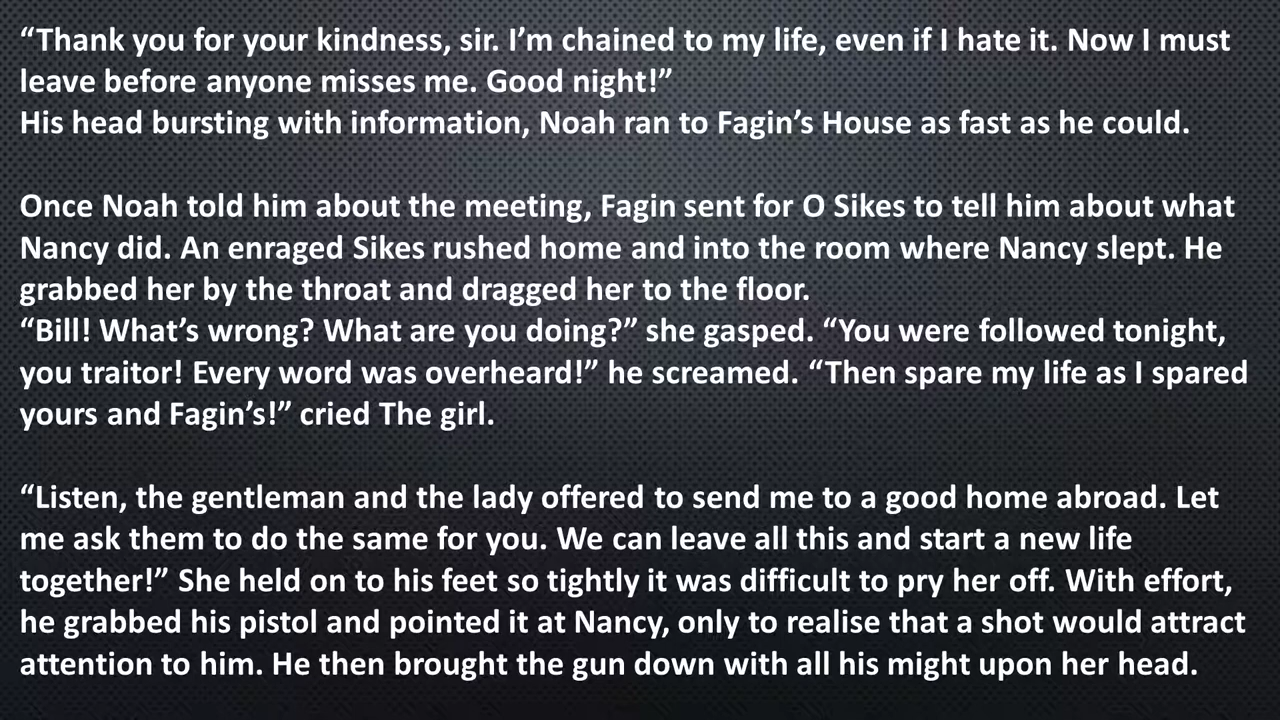 “Thank you for your kindness, sir. I’m chained to my life, even if I hate it. Now I must
leave before anyone misses me. Good night!”
His head bursting with information, Noah ran to Fagin’s House as fast as he could.
Once Noah told him about the meeting, Fagin sent for O Sikes to tell him about what
Nancy did. An enraged Sikes rushed home and into the room where Nancy slept. He
grabbed her by the throat and dragged her to the floor.
“Bill! What’s wrong? What are you doing?” she gasped. “You were followed tonight,
you traitor! Every word was overheard!” he screamed. “Then spare my life as I spared
yours and Fagin’s!” cried The girl.
“Listen, the gentleman and the lady offered to send me to a good home abroad. Let
me ask them to do the same for you. We can leave all this and start a new life
together!” She held on to his feet so tightly it was difficult to pry her off. With effort,
he grabbed his pistol and pointed it at Nancy, only to realise that a shot would attract
attention to him. He then brought the gun down with all his might upon her head.